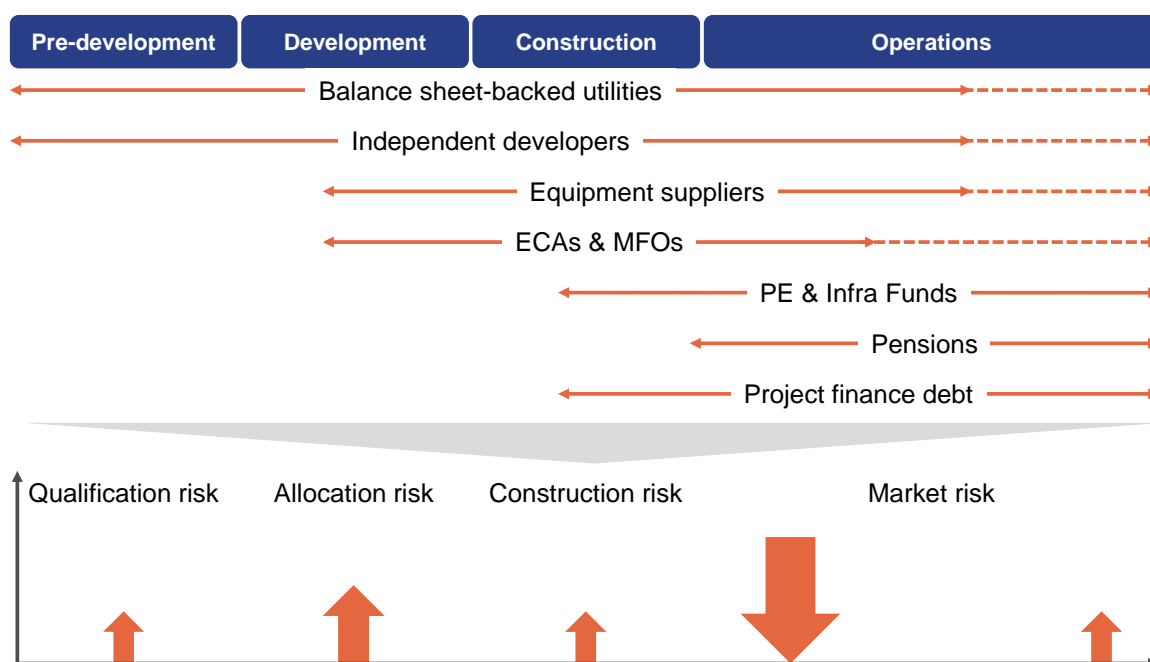 Pre-development
Development
Construction
Operations
Balance sheet-backed utilities
Independent developers
Equipment suppliers
ECAs & MFOs
PE & Infra Funds
Pensions
Project finance debt
Qualification risk
Allocation risk
Construction risk
Market risk